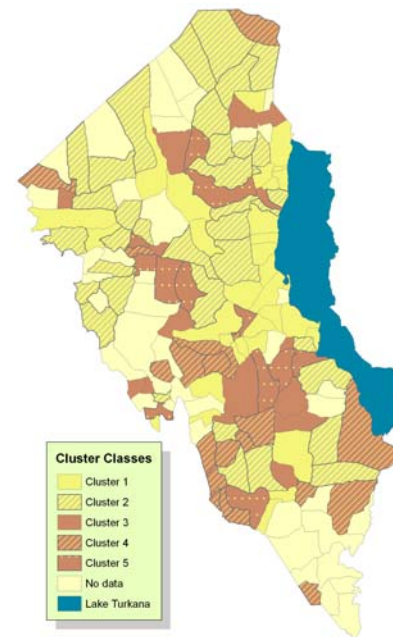 Cluster Classes
Cluster 1
Cluster 2
Cluster 3
Cluster 4
Cluster 5
No data
Lake Turkana